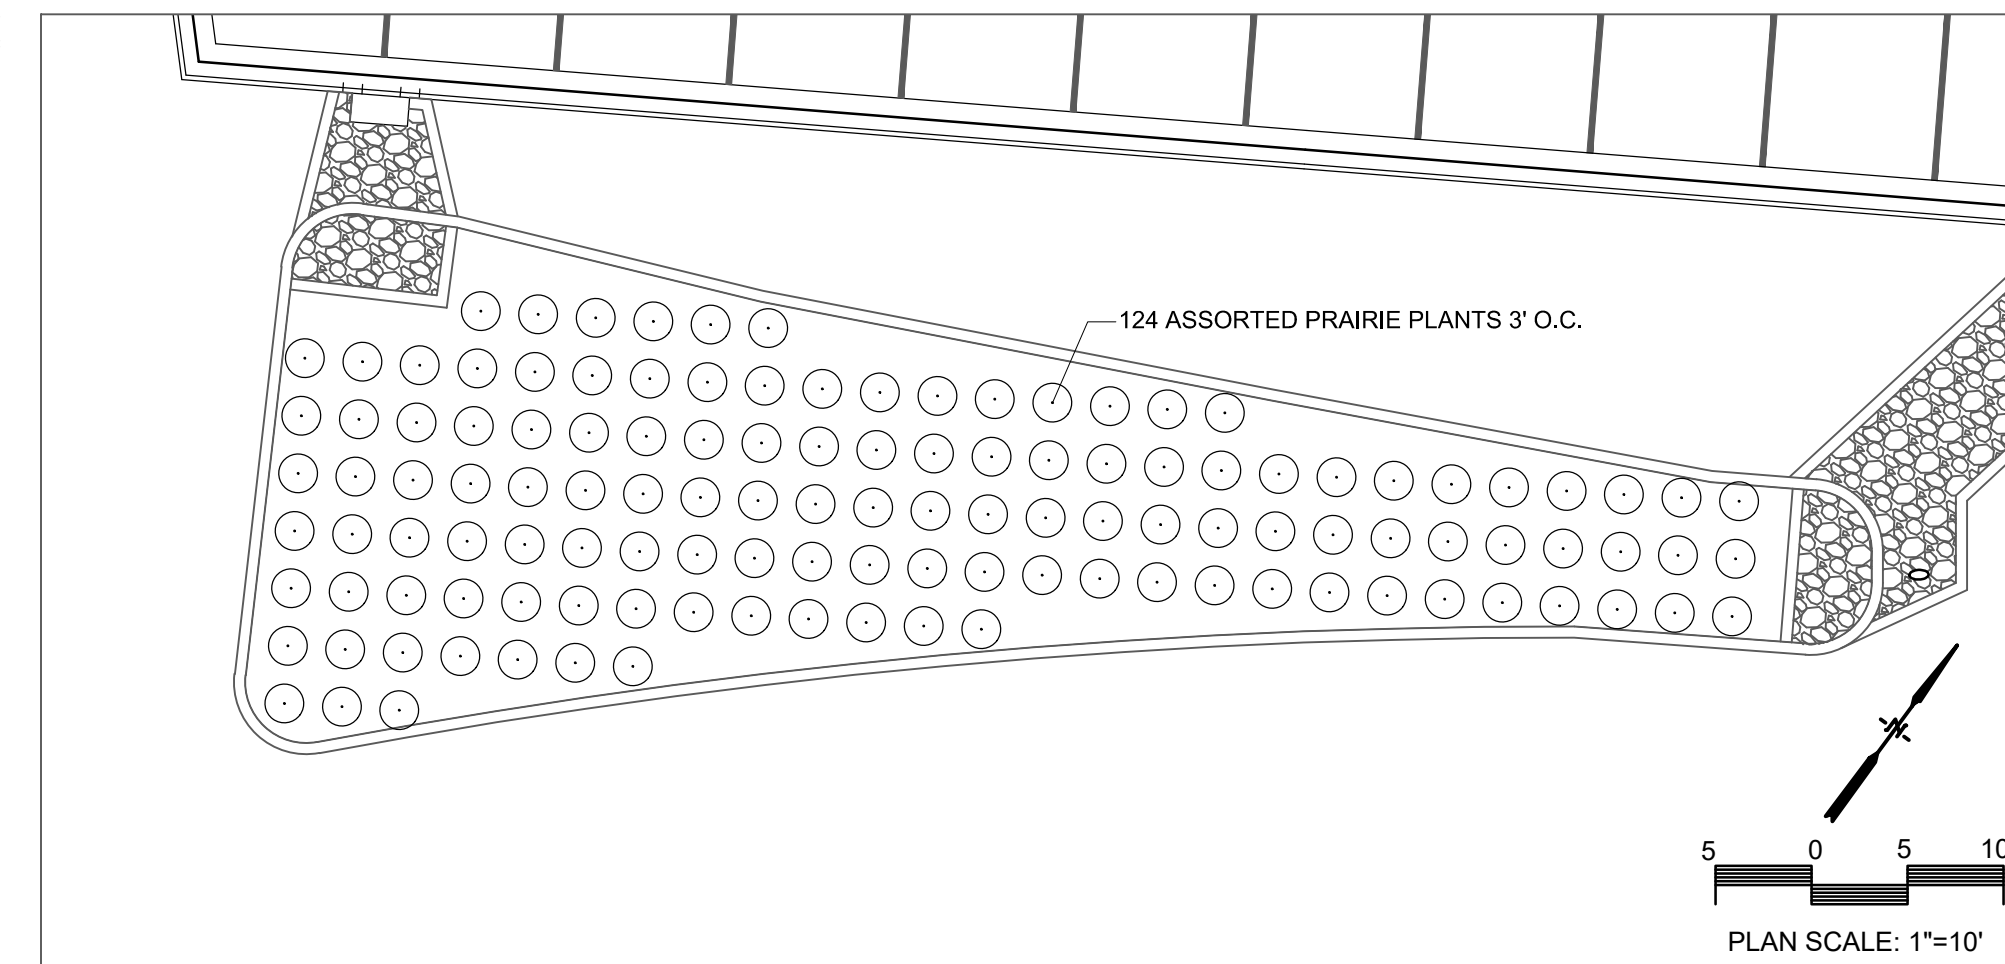 124 ASSORTED PRAIRIE PLANTS 3' O.C.
N
5 0 5 10
PLAN SCALE: 1"=10'